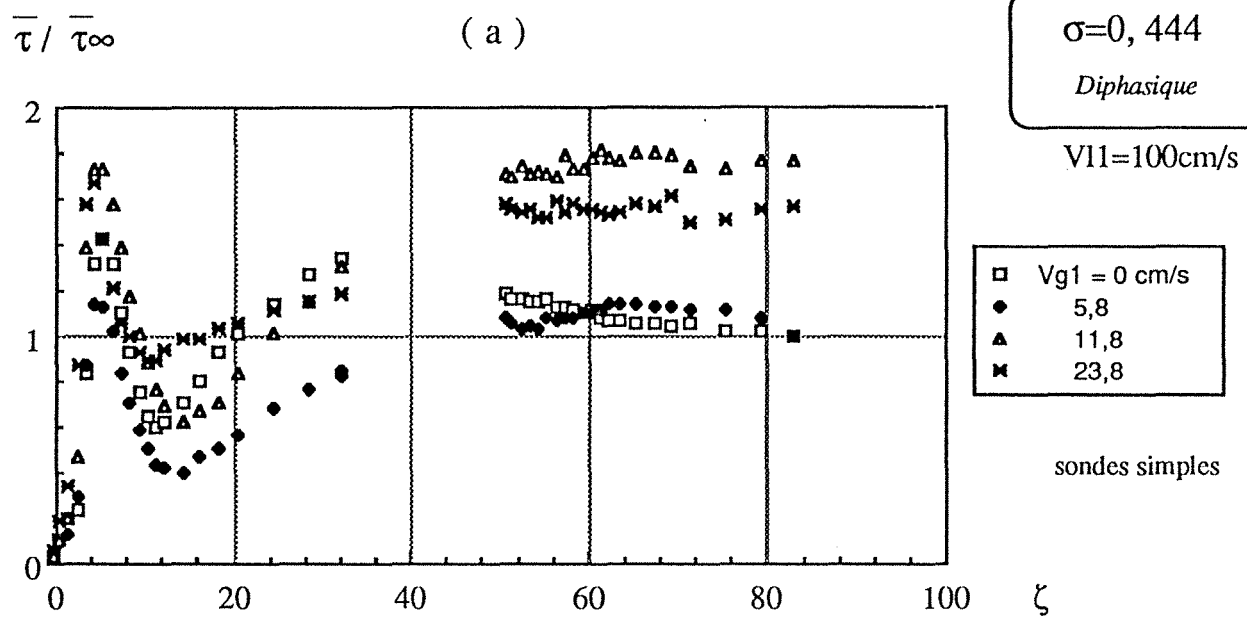 τ̅ / τ̅∞
( a )
σ=0, 444
Diphasique
Vl1=100cm/s
2
1
0
0 20 40 60 80 100 ζ
Vg1 = 0 cm/s
5,8
11,8
23,8
sondes simples